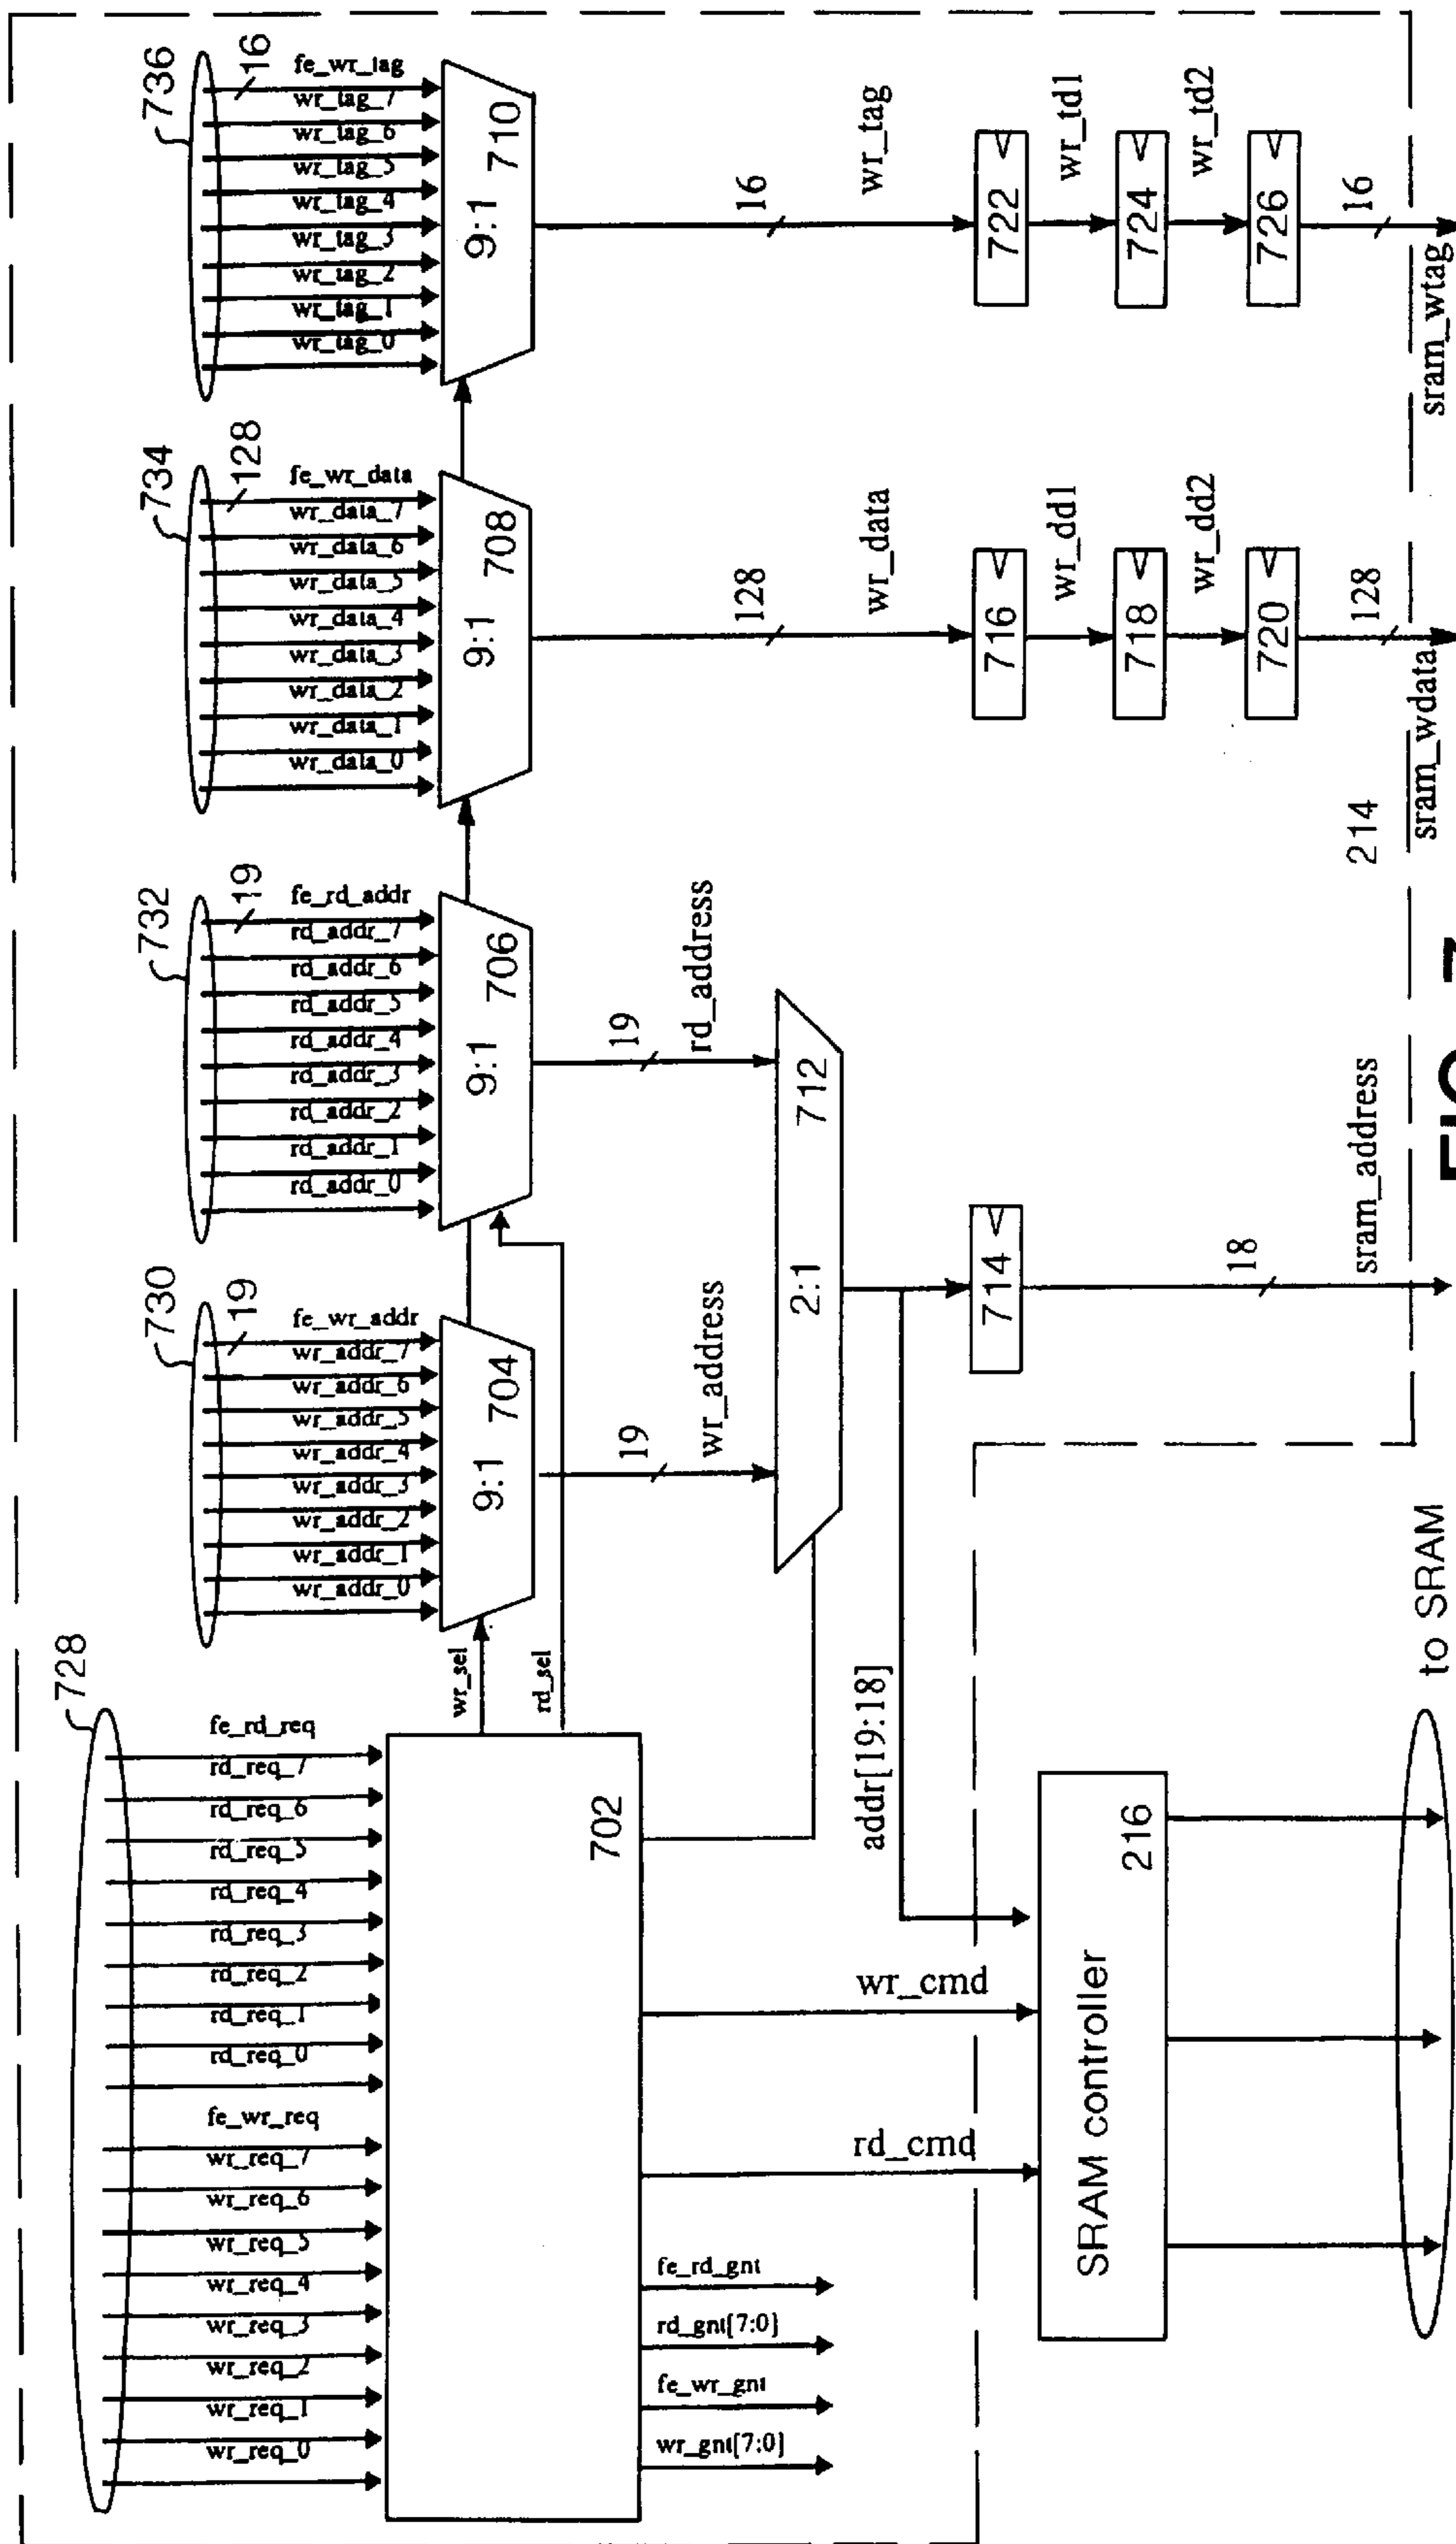 728
fe_rd_req
rd_req_7
rd_req_6
rd_req_5
rd_req_4
rd_req_3
rd_req_2
rd_req_1
rd_req_0
fe_wr_req
wr_req_7
wr_req_6
wr_req_5
wr_req_4
wr_req_3
wr_req_2
wr_req_1
wr_req_0
730
19
fe_wr_addr
wr_addr_7
wr_addr_6
wr_addr_5
wr_addr_4
wr_addr_3
wr_addr_2
wr_addr_1
wr_addr_0
732
19
fe_rd_addr
rd_addr_7
rd_addr_6
rd_addr_5
rd_addr_4
rd_addr_3
rd_addr_2
rd_addr_1
rd_addr_0
734
128
fe_wr_data
wr_data_7
wr_data_6
wr_data_5
wr_data_4
wr_data_3
wr_data_2
wr_data_1
wr_data_0
736
16
fe_wr_tag
wr_tag_7
wr_tag_6
wr_tag_5
wr_tag_4
wr_tag_3
wr_tag_2
wr_tag_1
wr_tag_0
702
wr_sel
rd_sel
9:1 704
9:1 706
9:1 708
9:1 710
19
wr_address
19
rd_address
128
wr_data
16
wr_tag
2:1 712
addr[19:18]
714
716
wr_dd1
718
wr_dd2
720
722
wr_td1
724
wr_td2
726
wr_gnt[7:0]
fe_wr_gnt
rd_gnt[7:0]
fe_rd_gnt
rd_cmd
wr_cmd
SRAM controller 216
18
sram_address
214
128
sram_wdata
16
sram_wtag
to SRAM
FIG. 7